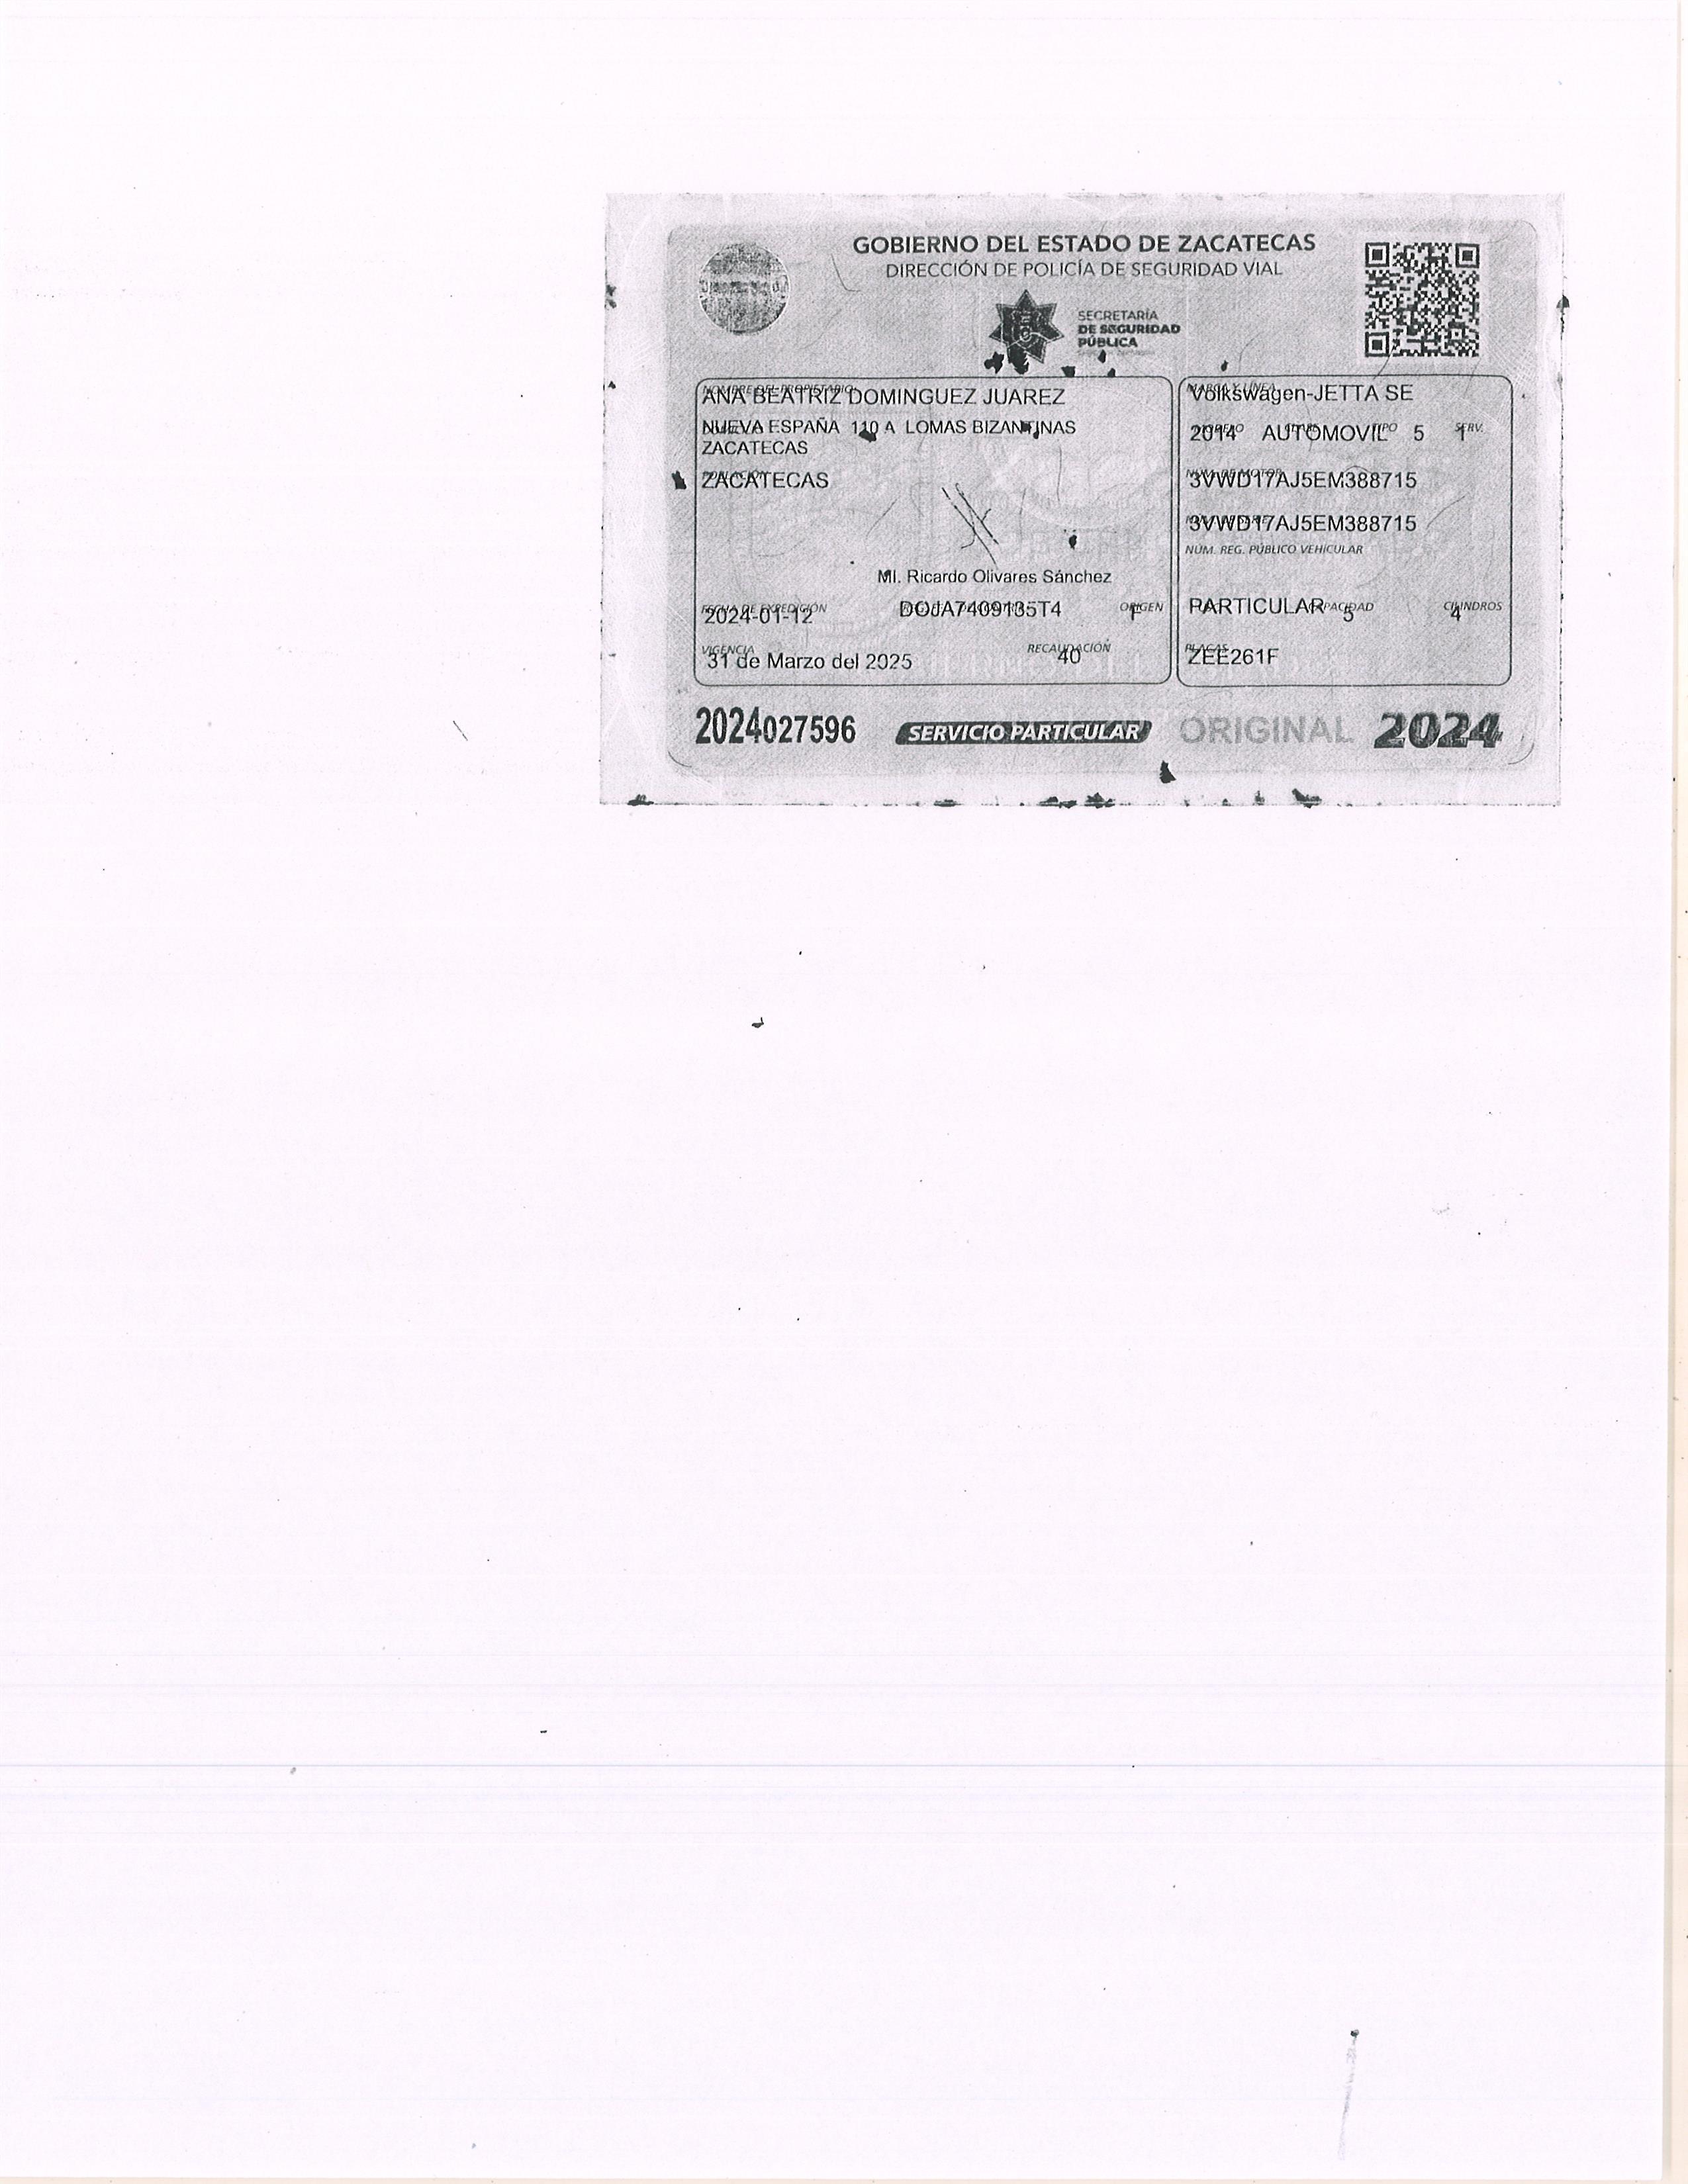 GOBIERNO DEL ESTADO DE ZACATECAS
DIRECCIÓN DE POLICÍA DE SEGURIDAD VIAL
SECRETARÍA
DE SEGURIDAD
PÚBLICA
NOMBRE DEL PROPIETARIO:
ANA BEATRIZ DOMINGUEZ JUAREZ
NUEVA ESPAÑA 110 A LOMAS BIZANTINAS
ZACATECAS
POBLACIÓN
ZACATECAS
MI. Ricardo Olivares Sánchez
FECHA DE EXPEDICIÓN
2024-01-12
DOJA7409135T4
ORIGEN
F
VIGENCIA
31 de Marzo del 2025
RECAUDACIÓN
40
MARCA Y LÍNEA
Volkswagen-JETTA SE
MODELO
TIPO
SERV.
2014 AUTOMOVIL 5 1
NÚM. DE MOTOR
3VWD17AJ5EM388715
3VWD17AJ5EM388715
NÚM. REG. PÚBLICO VEHICULAR
CAPACIDAD
CILINDROS
PARTICULAR 5 4
PLACAS
ZEE261F
2024027596
SERVICIO PARTICULAR
ORIGINAL
2024